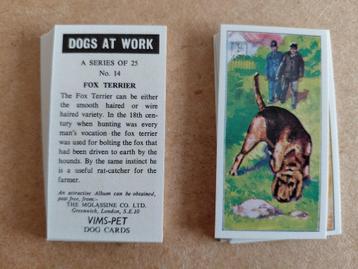 DOGS AT WORK
A SERIES OF 25
No. 14
FOX TERRIER
The Fox Terrier can be either
the smooth haired or wire
haired variety. In the 18th
century when hunting was every
man's vocation the fox terrier
was used for bolting the fox that
had been driven to earth by the
hounds. By the same instinct he
is a useful rat-catcher for the
farmer.
An attractive Album can be obtained,
post free, from:
THE MOLASSINE CO. LTD.
Greenwich, London, S.E.10
VIMS-PET
DOG CARDS